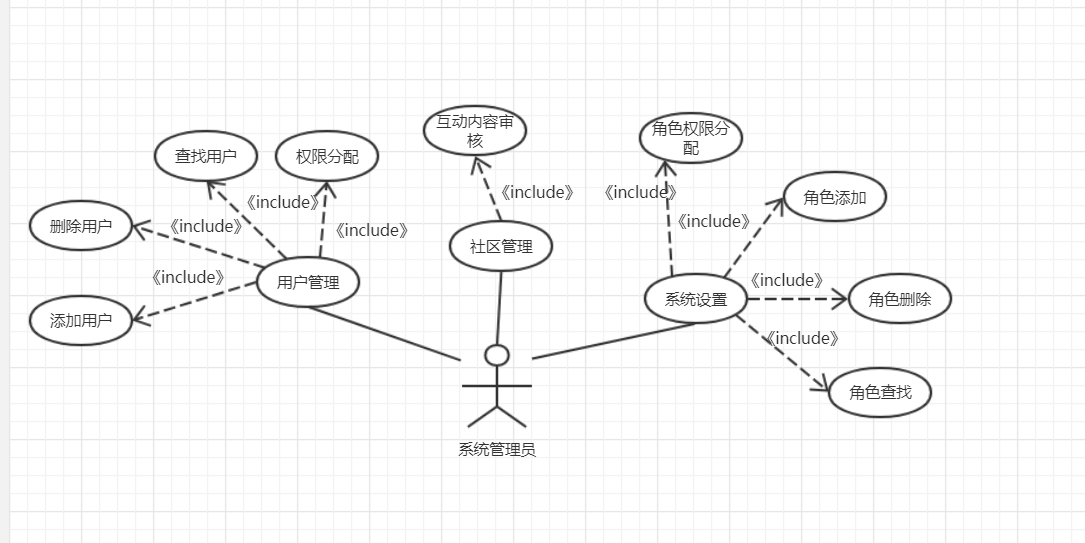 互动内容审
核
角色权限分
配
查找用户
权限分配
《include》
《include》
角色添加
《include》
删除用户
《include》
《include》
《include》
社区管理
《include》
用户管理
《include》
系统设置
角色删除
添加用户
《include》
角色查找
系统管理员